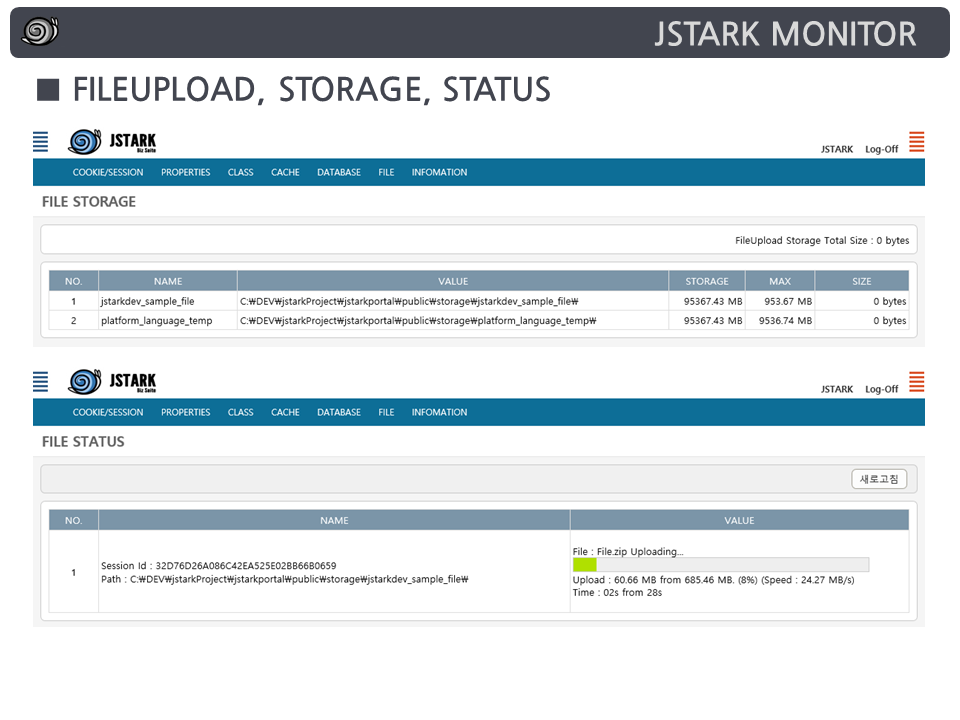 JSTARK MONITOR
■ FILEUPLOAD, STORAGE, STATUS
JSTARK
Biz Suite
JSTARK Log-Off
COOKIE/SESSION PROPERTIES CLASS CACHE DATABASE FILE INFOMATION
FILE STORAGE
FileUpload Storage Total Size : 0 bytes
NO. NAME VALUE STORAGE MAX SIZE
1 jstarkdev_sample_file C:₩DEV₩jstarkProject₩jstarkportal₩public₩storage₩jstarkdev_sample_file₩ 95367.43 MB 953.67 MB 0 bytes
2 platform_language_temp C:₩DEV₩jstarkProject₩jstarkportal₩public₩storage₩platform_language_temp₩ 95367.43 MB 9536.74 MB 0 bytes
JSTARK
Biz Suite
JSTARK Log-Off
COOKIE/SESSION PROPERTIES CLASS CACHE DATABASE FILE INFOMATION
FILE STATUS
새로고침
NO. NAME VALUE
1
Session Id : 32D76D26A086C42EA525E02BB66B0659
Path : C:₩DEV₩jstarkProject₩jstarkportal₩public₩storage₩jstarkdev_sample_file₩
File : File.zip Uploading...
Upload : 60.66 MB from 685.46 MB. (8%) (Speed : 24.27 MB/s)
Time : 02s from 28s